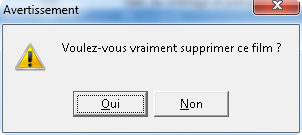 Avertissement
Voulez-vous vraiment supprimer ce film ?
Oui
Non